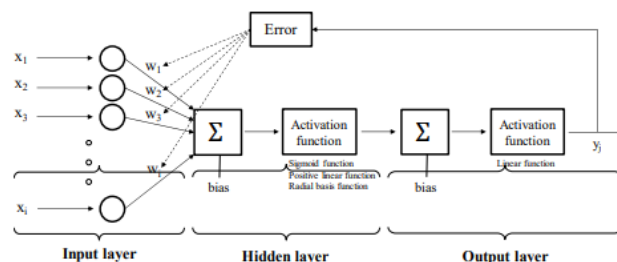 Error
x1
w1
x2
w2
x3
w3
Σ
Activation
function
Σ
Activation
function
yj
Sigmoid function
Positive linear function
Radial basis function
Linear function
wi
bias
bias
xi
Input layer
Hidden layer
Output layer